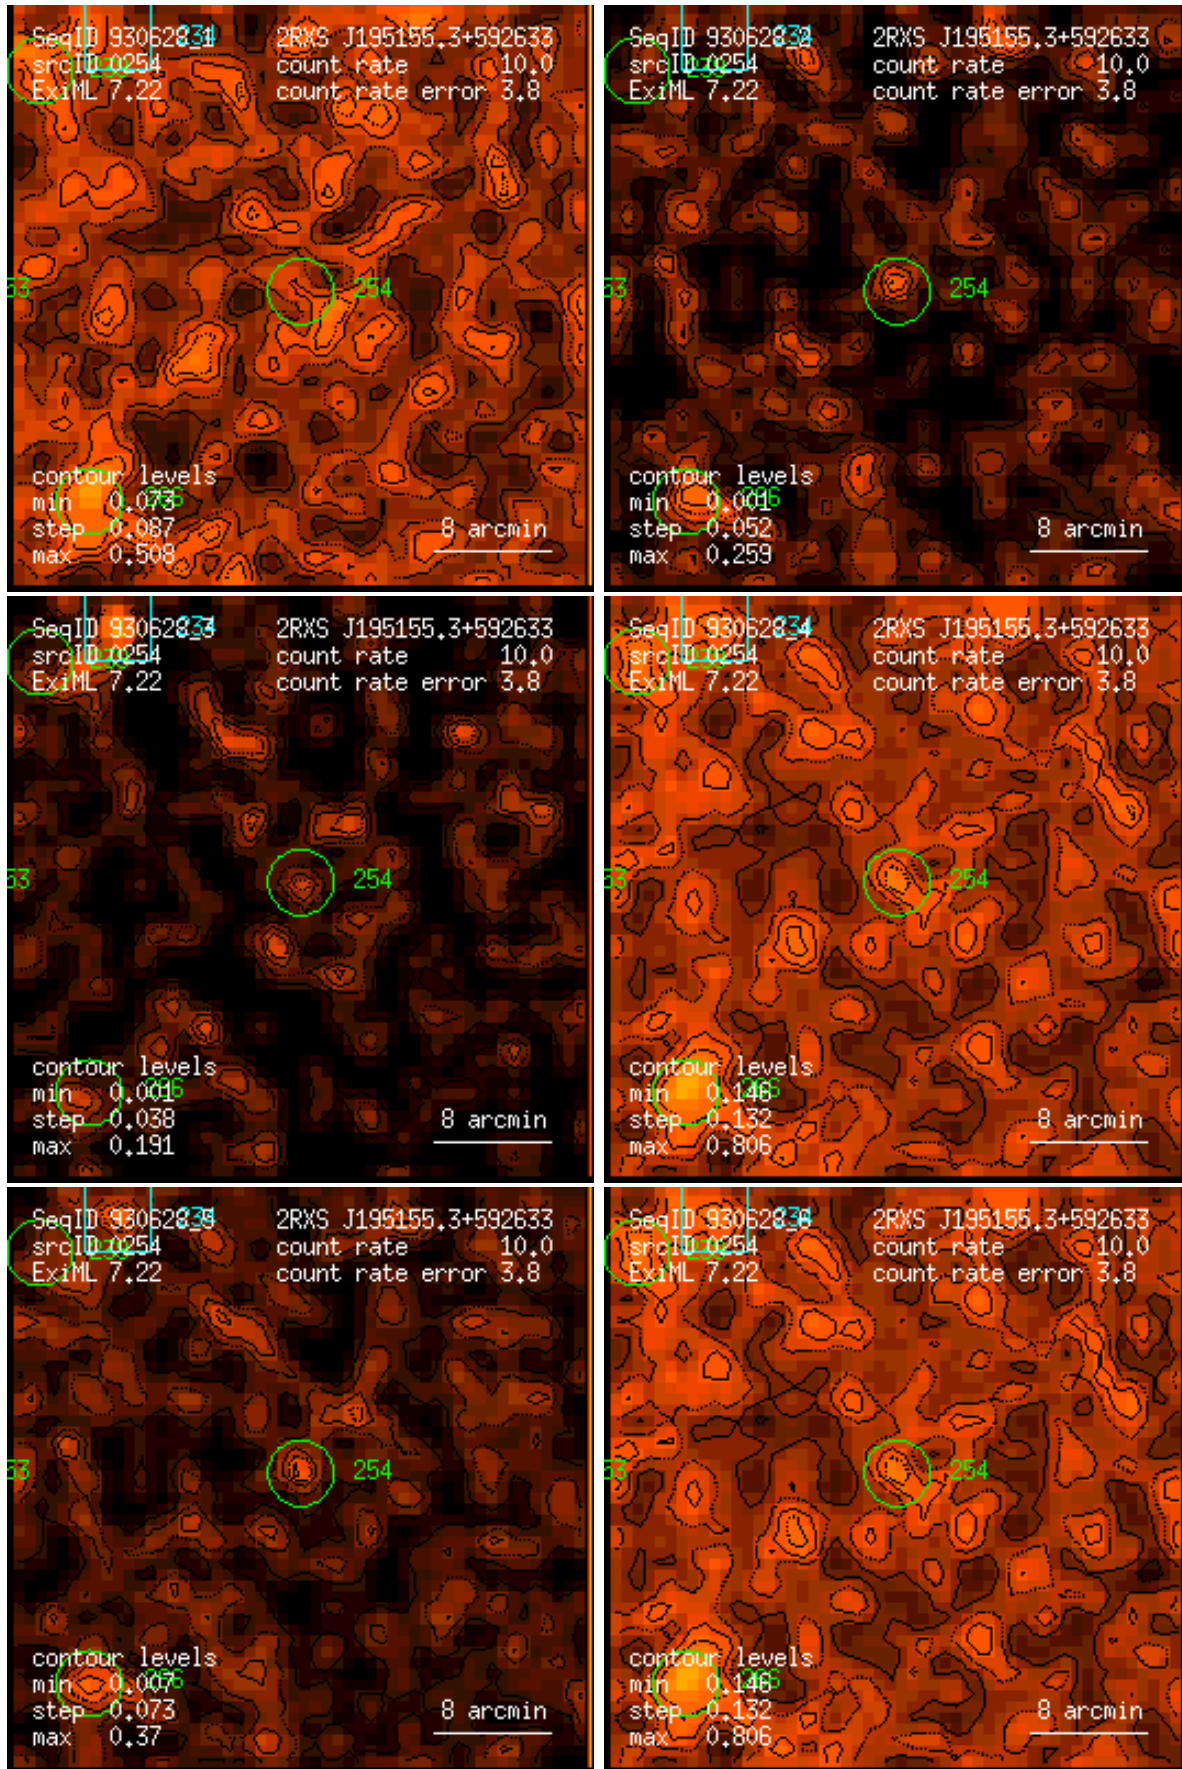 SeqID 930628_1 2RXS J195155.3+592633
srcID 0254 count rate 10.0
ExiML 7.22 count rate error 3.8
53 254
contour levels
min 0.073
step 0.087 8 arcmin
max 0.508
SeqID 930628_2 2RXS J195155.3+592633
srcID 0254 count rate 10.0
ExiML 7.22 count rate error 3.8
53 254
contour levels
min 0.001
step 0.052 8 arcmin
max 0.259
SeqID 930628_3 2RXS J195155.3+592633
srcID 0254 count rate 10.0
ExiML 7.22 count rate error 3.8
53 254
contour levels
min 0.001
step 0.038 8 arcmin
max 0.191
SeqID 930628_4 2RXS J195155.3+592633
srcID 0254 count rate 10.0
ExiML 7.22 count rate error 3.8
53 254
contour levels
min 0.146
step 0.132 8 arcmin
max 0.806
SeqID 2RXS J195155.3+592633
srcID 0254 count rate 10.0
ExiML 7.22 count rate error 3.8
53 254
contour levels
min 0.007
step 0.073 8 arcmin
max 0.37
SeqID 2RXS J195155.3+592633
srcID 0254 count rate 10.0
ExiML 7.22 count rate error 3.8
53 254
contour levels
min 0.146
step 0.132 8 arcmin
max 0.806